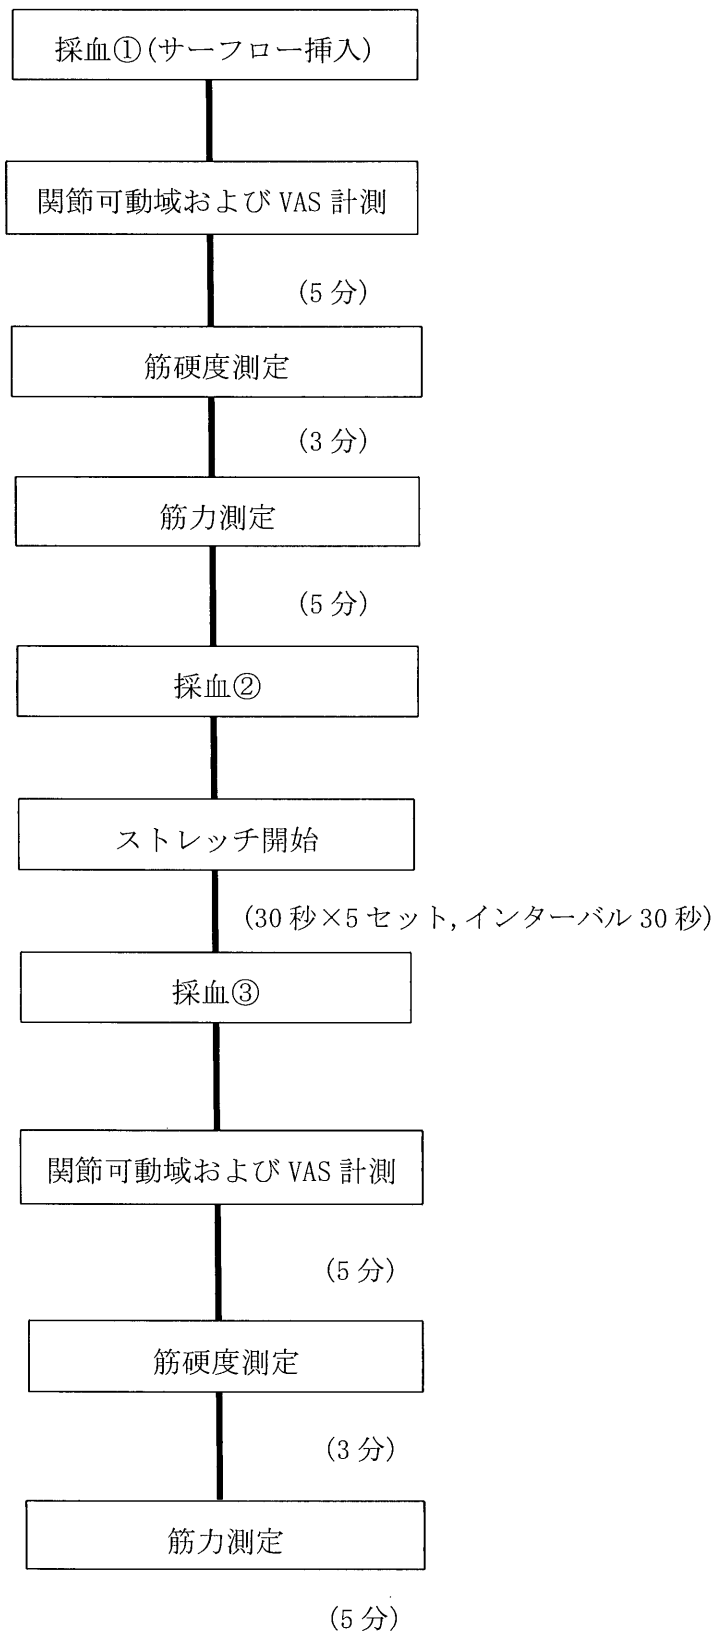 採血①(サーフロー挿入)
関節可動域および VAS 計測
(5 分)
筋硬度測定
(3 分)
筋力測定
(5 分)
採血②
ストレッチ開始
(30 秒×5 セット,インターバル 30 秒)
採血③
関節可動域および VAS 計測
(5 分)
筋硬度測定
(3 分)
筋力測定
(5 分)